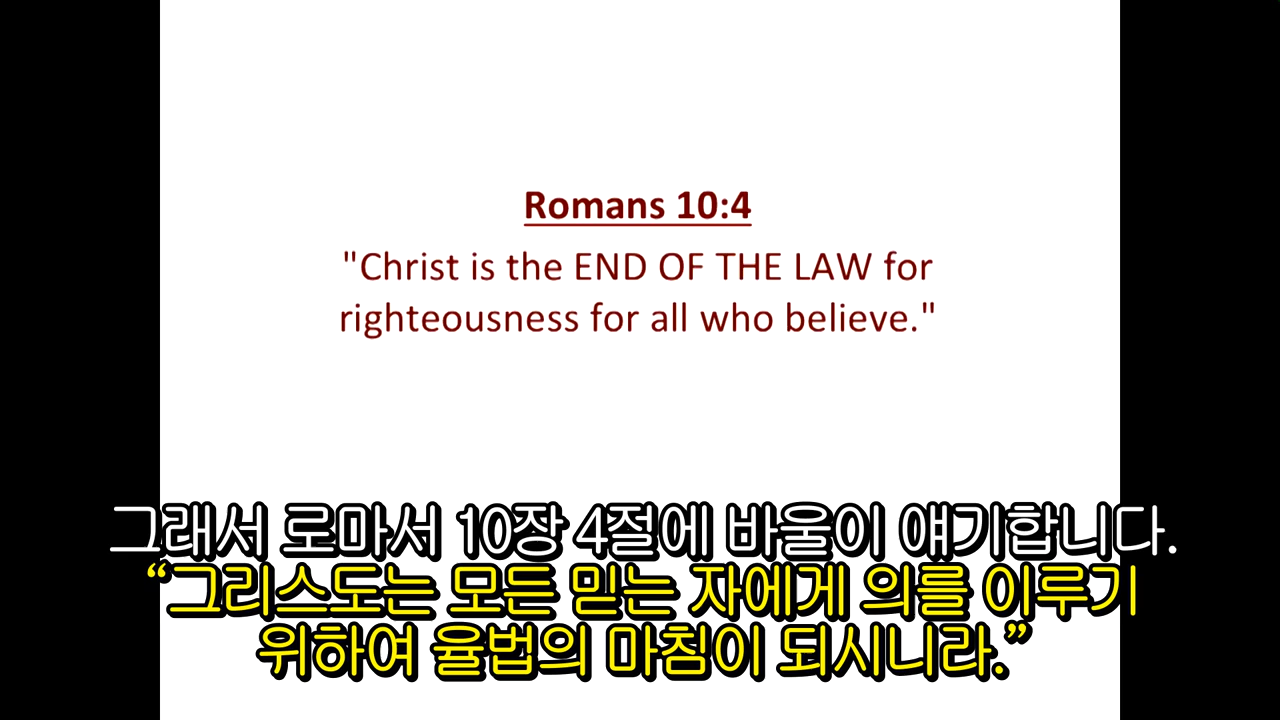 Romans 10:4
"Christ is the END OF THE LAW for
righteousness for all who believe."
그래서 로마서 10장 4절에 바울이 얘기합니다.
“그리스도는 모든 믿는 자에게 의를 이루기
위하여 율법의 마침이 되시니라.”